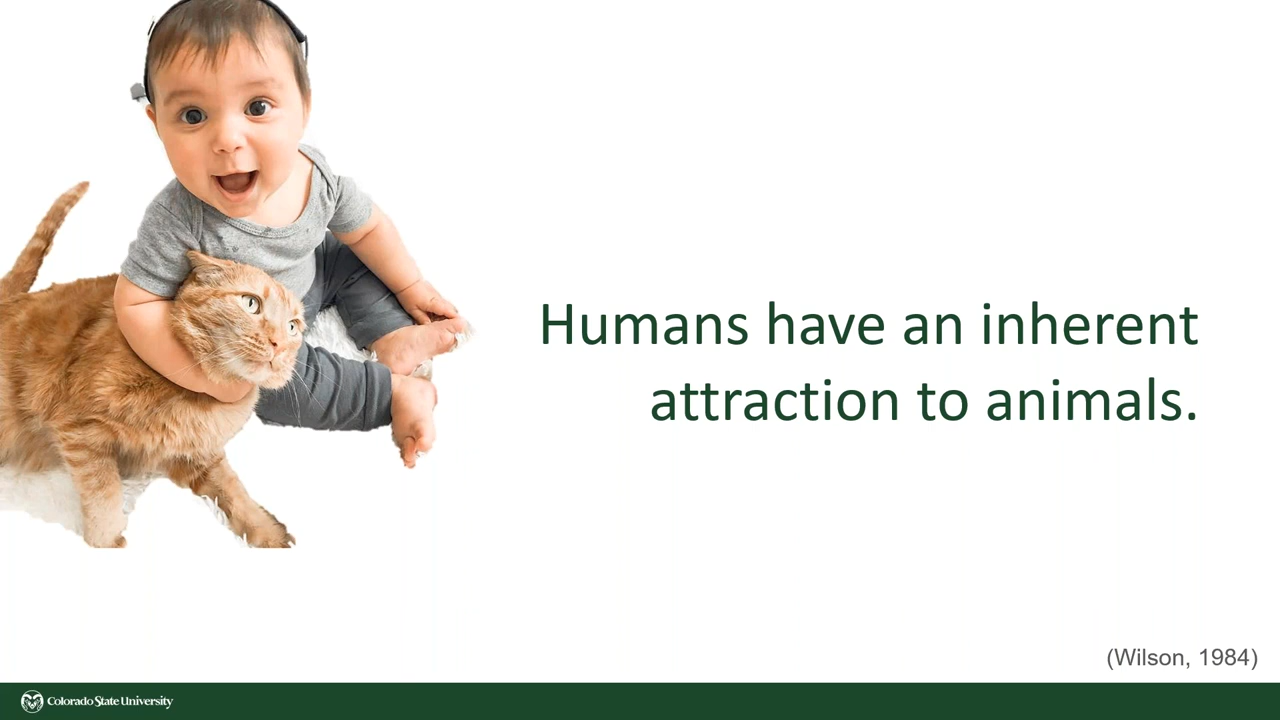 Humans have an inherent
attraction to animals.
(Wilson, 1984)
Colorado State University